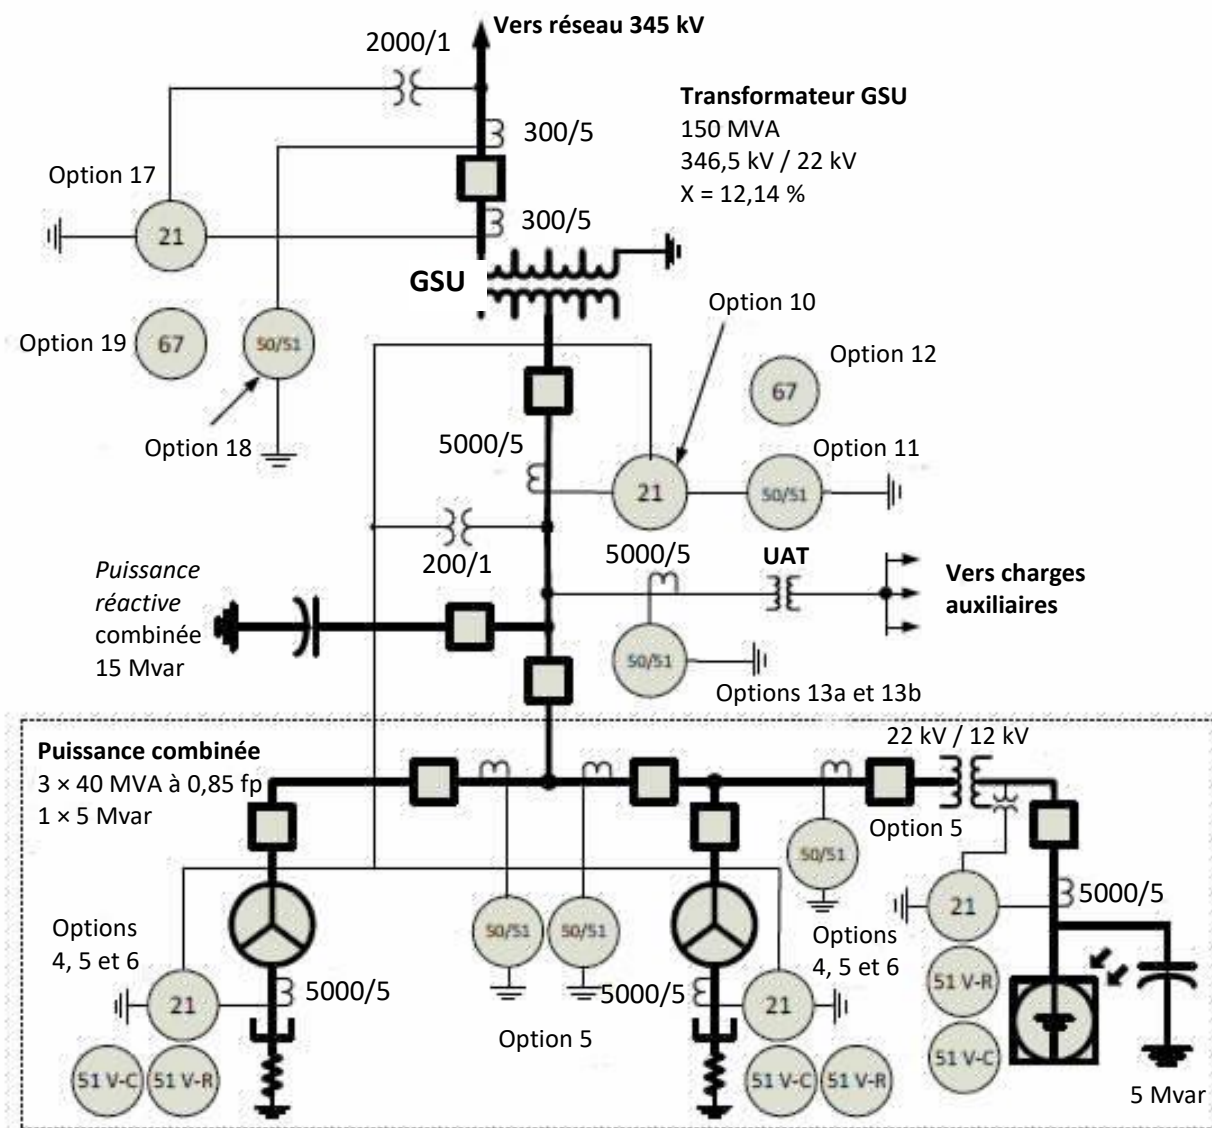 Vers réseau 345 kV
2000/1
Transformateur GSU
150 MVA
346,5 kV / 22 kV
X = 12,14 %
300/5
Option 17
21
300/5
GSU
Option 10
Option 19
67
50/51
Option 12
67
Option 18
5000/5
Option 11
21
50/51
200/1
5000/5
UAT
Vers charges
auxiliaires
Puissance
réactive
combinée
15 Mvar
50/51
Options 13a et 13b
Puissance combinée
3 × 40 MVA à 0,85 fp
1 × 5 Mvar
22 kV / 12 kV
Option 5
50/51
21
5000/5
Options
4, 5 et 6
50/51
50/51
Options
4, 5 et 6
51 V-R
21
5000/5
5000/5
21
Option 5
51 V-C
51 V-C
51 V-R
51 V-C
51 V-R
5 Mvar